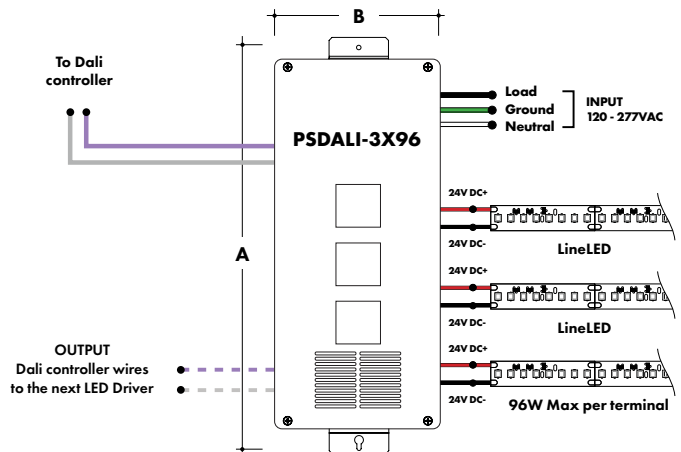 B
To Dali
controller
PSDALI-3X96
Load
Ground
Neutral
INPUT
120 - 277VAC
A
24V DC+
24V DC-
LineLED
24V DC+
24V DC-
LineLED
24V DC+
24V DC-
96W Max per terminal
OUTPUT
Dali controller wires
to the next LED Driver